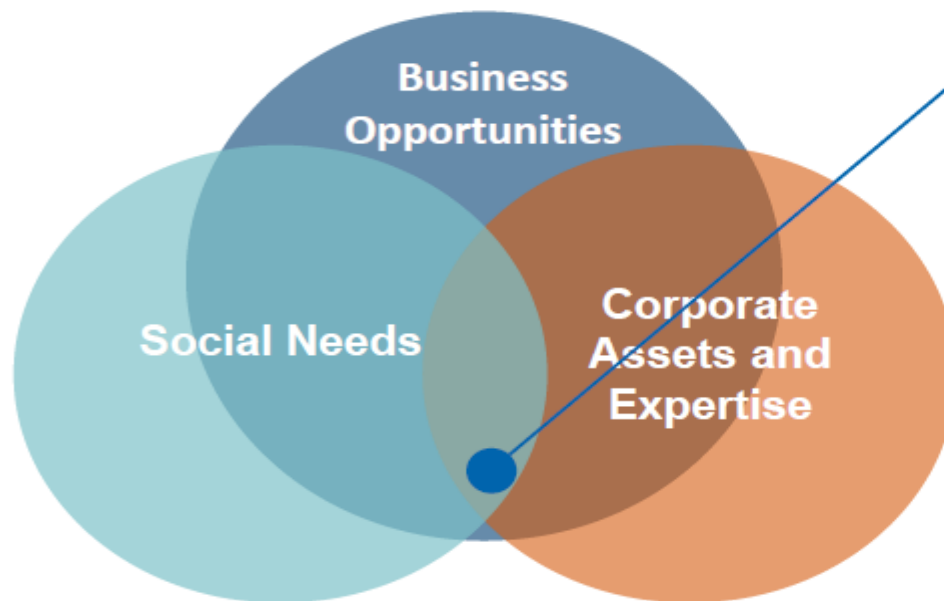 Business
Opportunities
Social Needs
Corporate
Assets and
Expertise